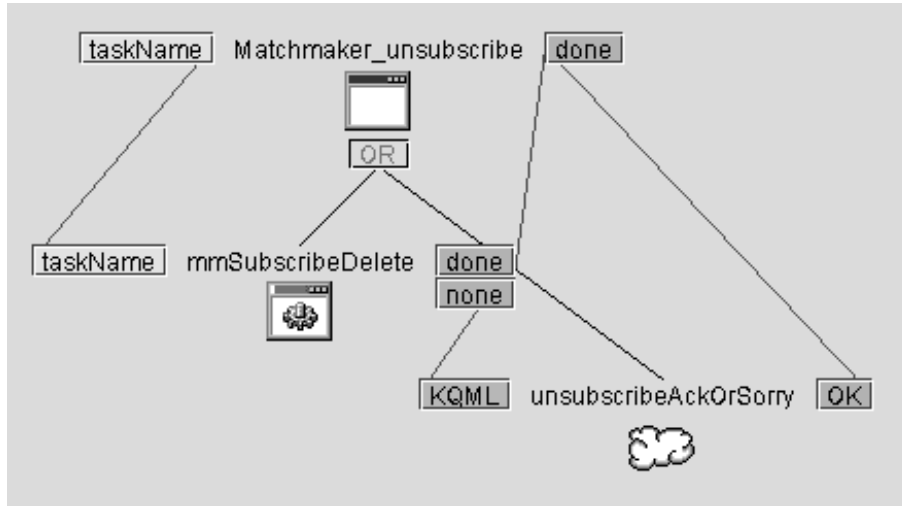 taskName Matchmaker_unsubscribe done
OR
taskName mmSubscribeDelete done
none
KQML unsubscribeAckOrSorry OK